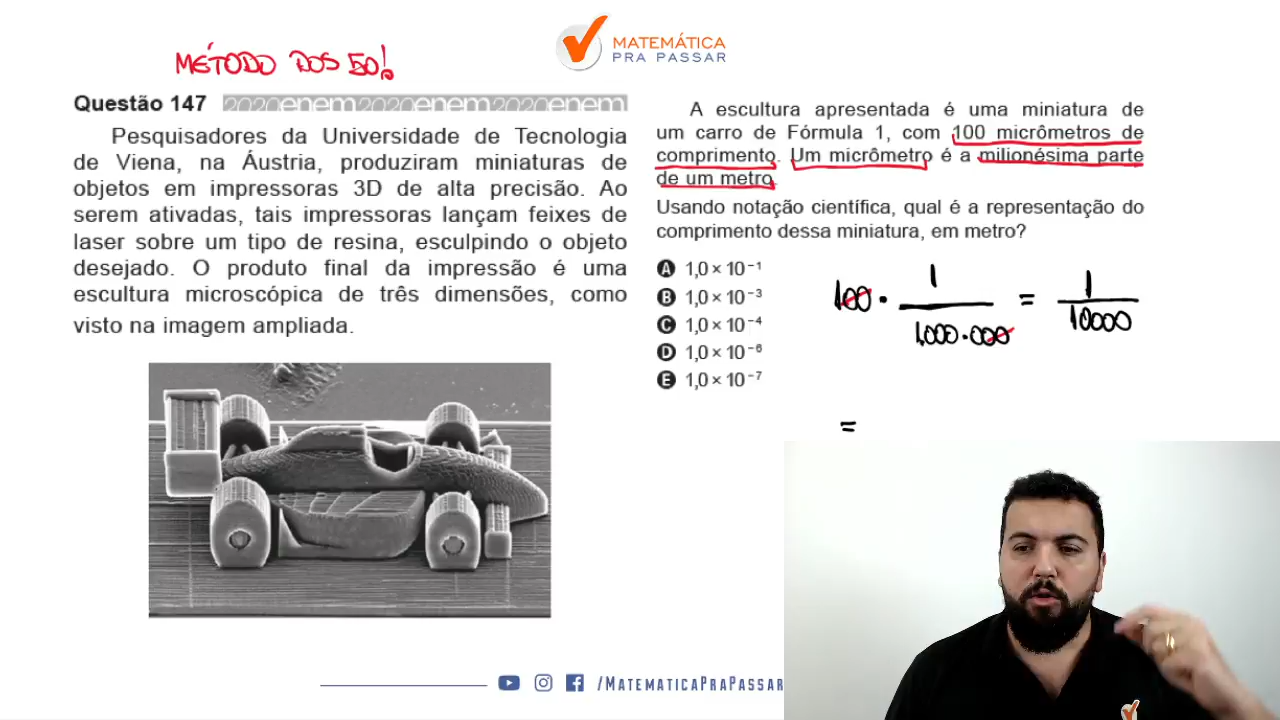 MÉTODO DOS 50!
MATEMÁTICA
PRA PASSAR
Questão 147 2020enem2020enem2020enem
Pesquisadores da Universidade de Tecnologia
de Viena, na Áustria, produziram miniaturas de
objetos em impressoras 3D de alta precisão. Ao
serem ativadas, tais impressoras lançam feixes de
laser sobre um tipo de resina, esculpindo o objeto
desejado. O produto final da impressão é uma
escultura microscópica de três dimensões, como
visto na imagem ampliada.
A escultura apresentada é uma miniatura de
um carro de Fórmula 1, com 100 micrômetros de
comprimento. Um micrômetro é a milionésima parte
de um metro.
Usando notação científica, qual é a representação do
comprimento dessa miniatura, em metro?
A 1,0 × 10⁻¹
B 1,0 × 10⁻³
C 1,0 × 10⁻⁴
D 1,0 × 10⁻⁶
E 1,0 × 10⁻⁷
100 · 1/1.000.000 = 1/10000
=
/MATEMATICAPRAPASSAR